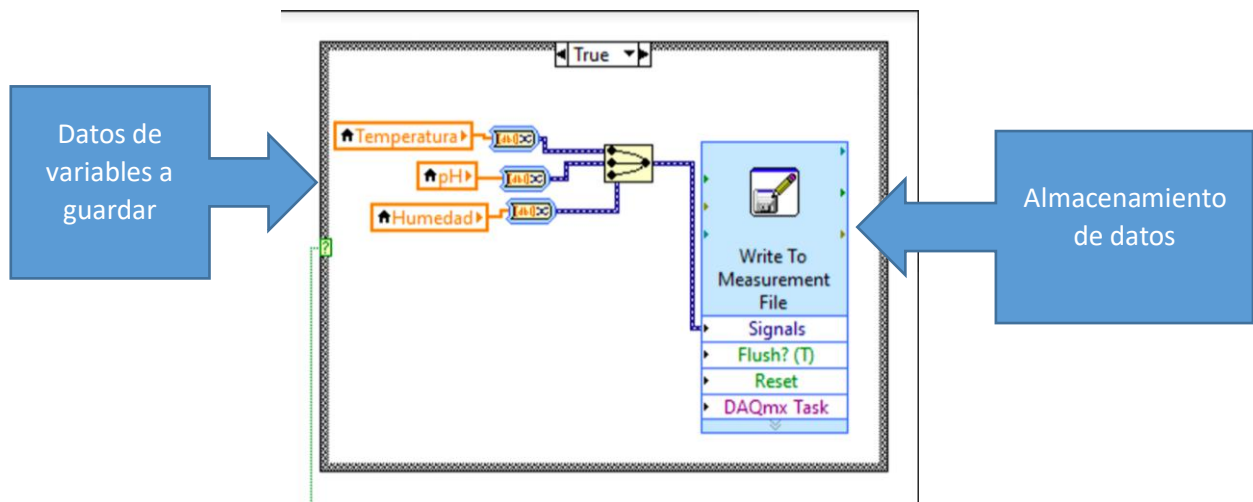 True
Datos de
variables a
guardar
Temperatura
pH
Humedad
?
Write To
Measurement
File
Signals
Flush? (T)
Reset
DAQmx Task
Almacenamiento
de datos